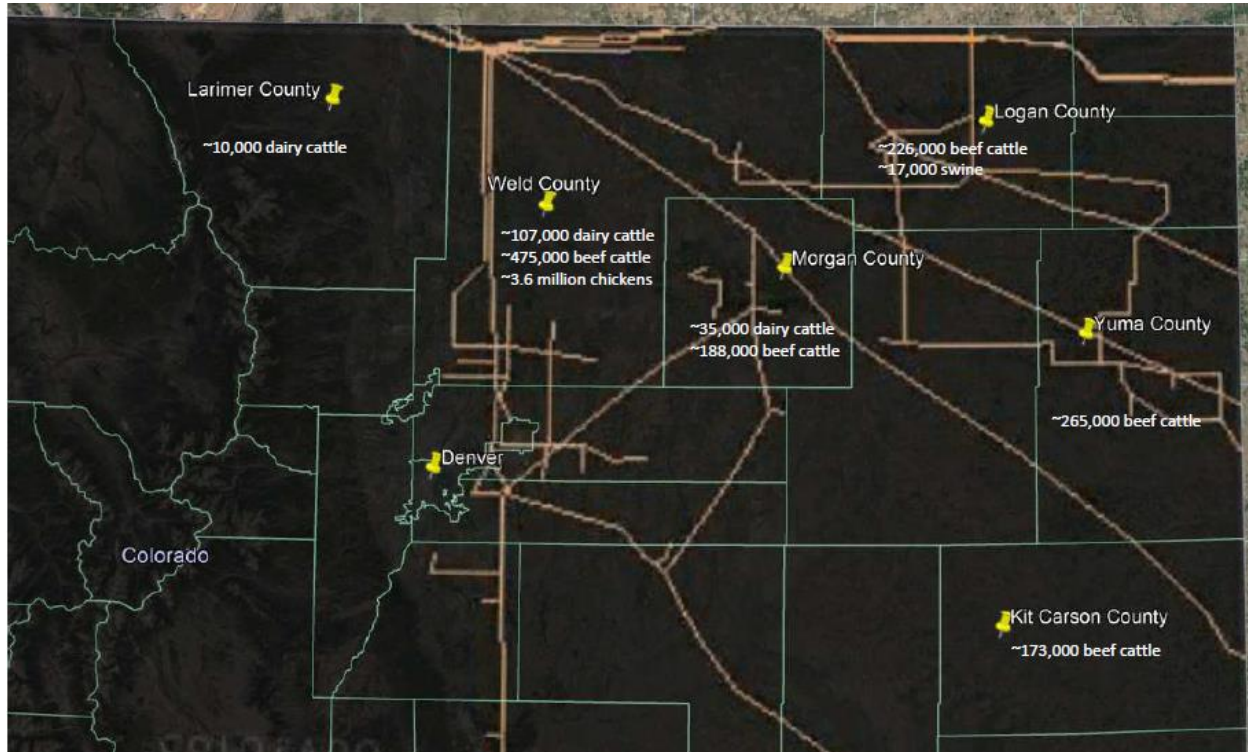 Larimer County
~10,000 dairy cattle
Logan County
~226,000 beef cattle
~17,000 swine
Weld County
~107,000 dairy cattle
~475,000 beef cattle
~3.6 million chickens
Morgan County
~35,000 dairy cattle
~188,000 beef cattle
Yuma County
~265,000 beef cattle
Denver
Colorado
Kit Carson County
~173,000 beef cattle
COLORADO